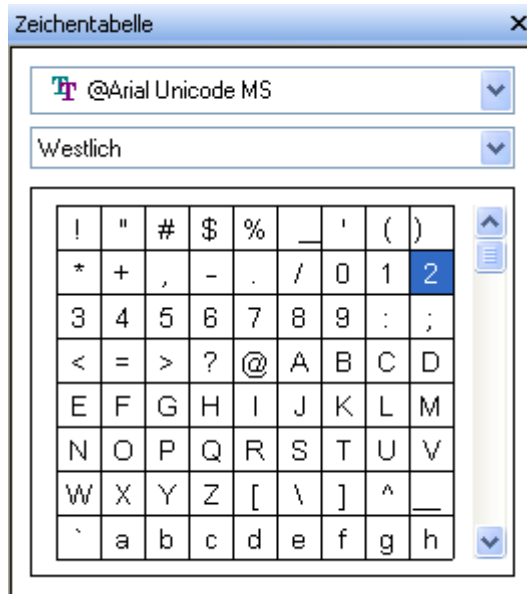 Zeichentabelle
@Arial Unicode MS
Westlich
! " # $ % _ ' ( )
* + , - . / 0 1 2
3 4 5 6 7 8 9 : ;
< = > ? @ A B C D
E F G H I J K L M
N O P Q R S T U V
W X Y Z [ \ ] ^ _
` a b c d e f g h